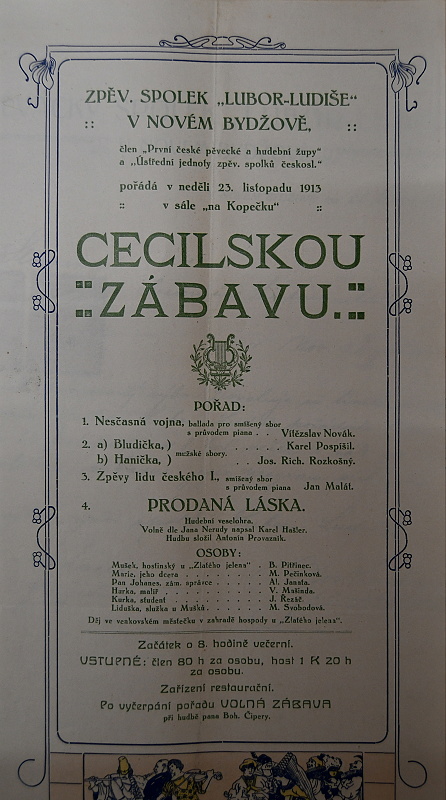 ZPĚV. SPOLEK „LUBOR-LUDIŠE“
:: V NOVÉM BYDŽOVĚ, ::
člen „První české pěvecké a hudební župy“
a „Ústřední jednoty zpěv. spolků českosl.“
pořádá v neděli 23. listopadu 1913
:: v sále „na Kopečku“ ::
CECILSKOU
:: ZÁBAVU. ::
POŘAD:
1. Nesčasná vojna, ballada pro smíšený sbor
s průvodem piana . . Vítězslav Novák.
2. a) Bludička, ) . . . . . Karel Pospíšil.
mužské sbory.
b) Hanička, ) . . Jos. Rich. Rozkošný.
3. Zpěvy lidu českého I., smíšený sbor
s průvodem piana Jan Malát.
4. PRODANÁ LÁSKA.
Hudební veselohra.
Volně dle Jana Nerudy napsal Karel Hašler.
Hudbu složil Antonín Provazník.
OSOBY:
Mušek, hostinský u „Zlatého jelena“ . B. Pitřinec.
Marie, jeho dcera . . . . . . . . M. Pečinková.
Pan Johanes, zám. správce . . . . Al. Jansta.
Harka, malíř . . . . . . . . . V. Mašinda.
Kurka, student . . . . . . . . J. Řezáč.
Liduška, služka u Mušků . . . . . . M. Svobodová.
Děj ve venkovském městečku v zahradě hospody u „Zlatého jelena“.
Začátek o 8. hodině večerní.
VSTUPNÉ: člen 80 h za osobu, host 1 K 20 h
za osobu.
Zařízení restaurační.
Po vyčerpání pořadu VOLNÁ ZÁBAVA
při hudbě pana Boh. Čipery.